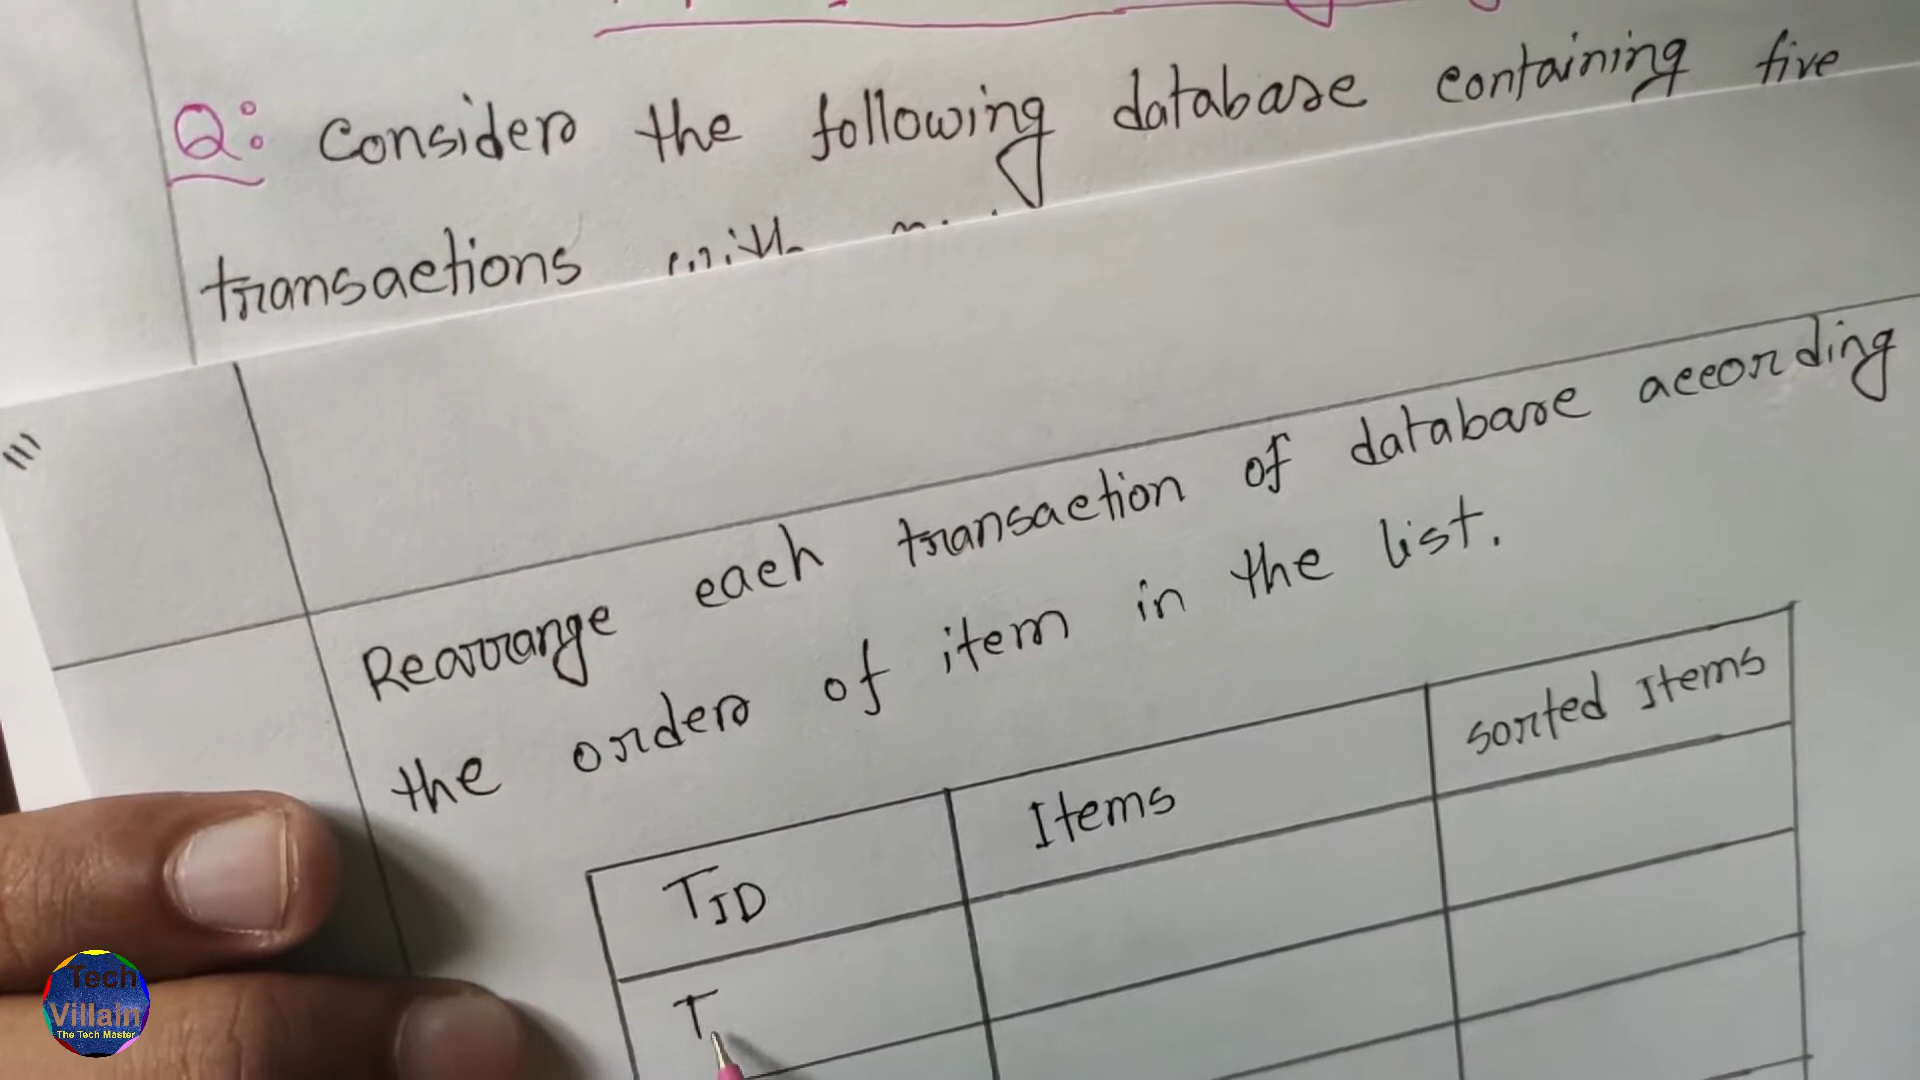 Q: Consider the following database containing five
transactions with
Rearrange each transaction of database according
the order of item in the list.
TID Items Sorted Items
T
Tech
Villain
The Tech Master